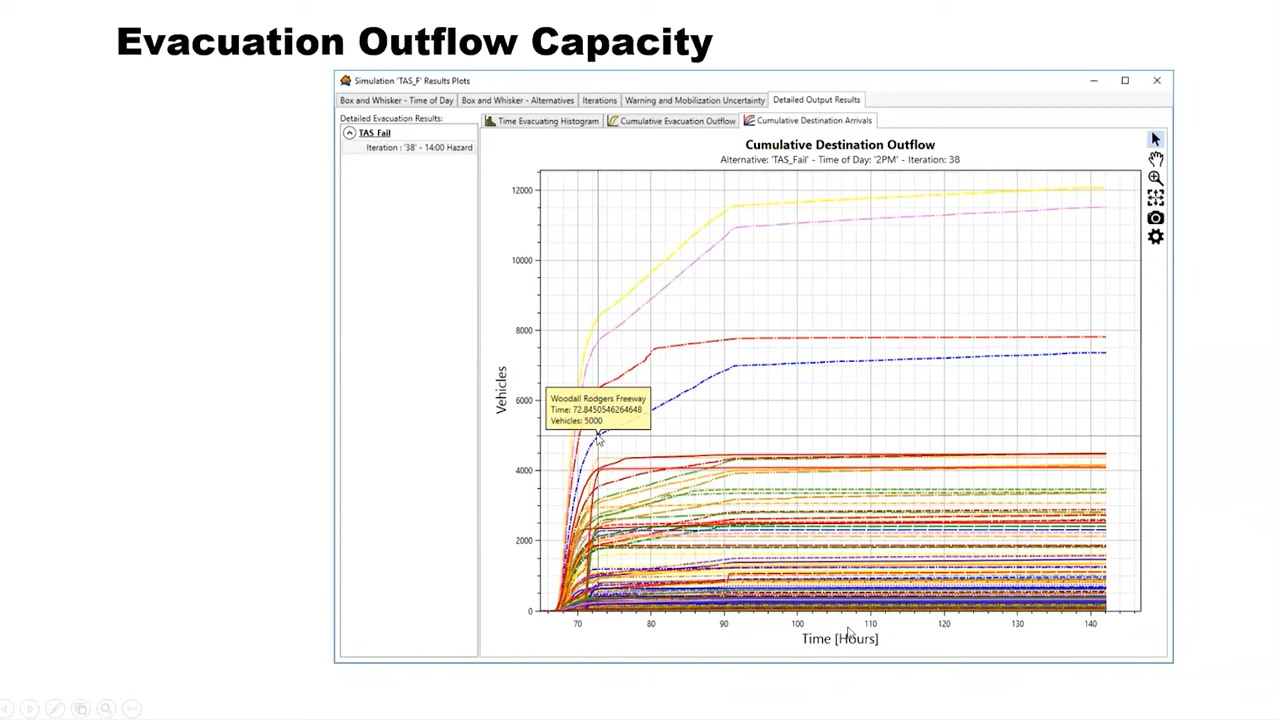 Evacuation Outflow Capacity
Simulation 'TAS_F' Results Plots
Box and Whisker - Time of Day
Box and Whisker - Alternatives
Iterations
Warning and Mobilization Uncertainty
Detailed Output Results
Detailed Evacuation Results:
TAS_Fail
Iteration : '38' - 14:00 Hazard
Time Evacuating Histogram
Cumulative Evacuation Outflow
Cumulative Destination Arrivals
Cumulative Destination Outflow
Alternative: 'TAS_Fail' - Time of Day: '2PM' - Iteration: 38
12000
10000
8000
6000
4000
2000
0
Vehicles
Woodall Rodgers Freeway
Time: 72.8450546264648
Vehicles: 5000
70
80
90
100
110
120
130
140
Time [Hours]